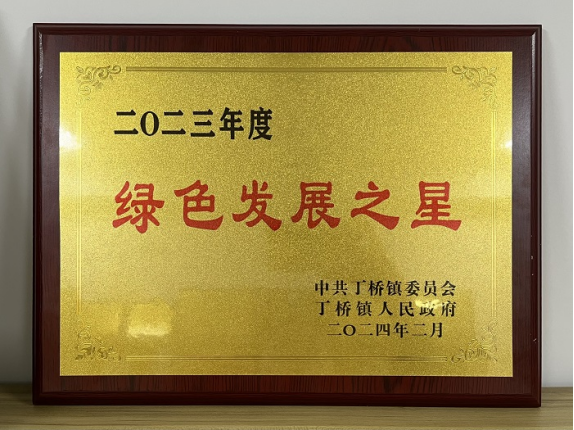 二〇二三年度
绿色发展之星
中共丁桥镇委员会
丁桥镇人民政府
二〇二四年二月